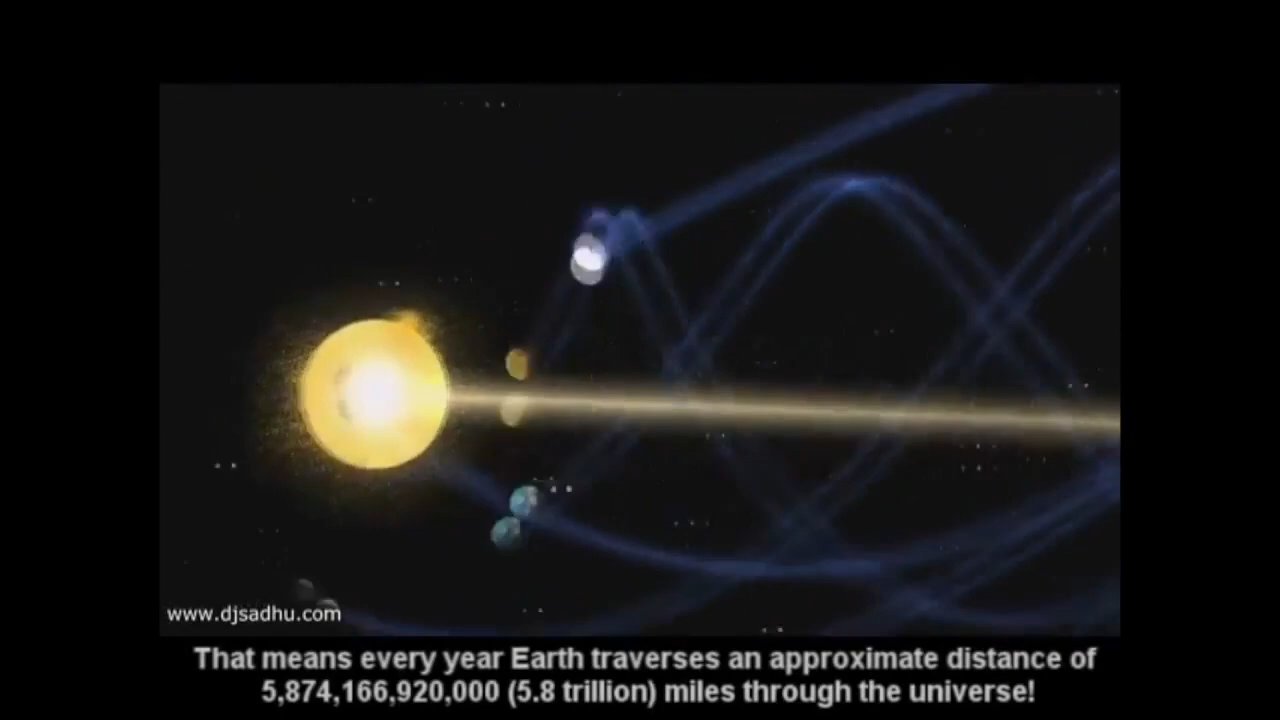 www.djsadhu.com
That means every year Earth traverses an approximate distance of
5,874,166,920,000 (5.8 trillion) miles through the universe!